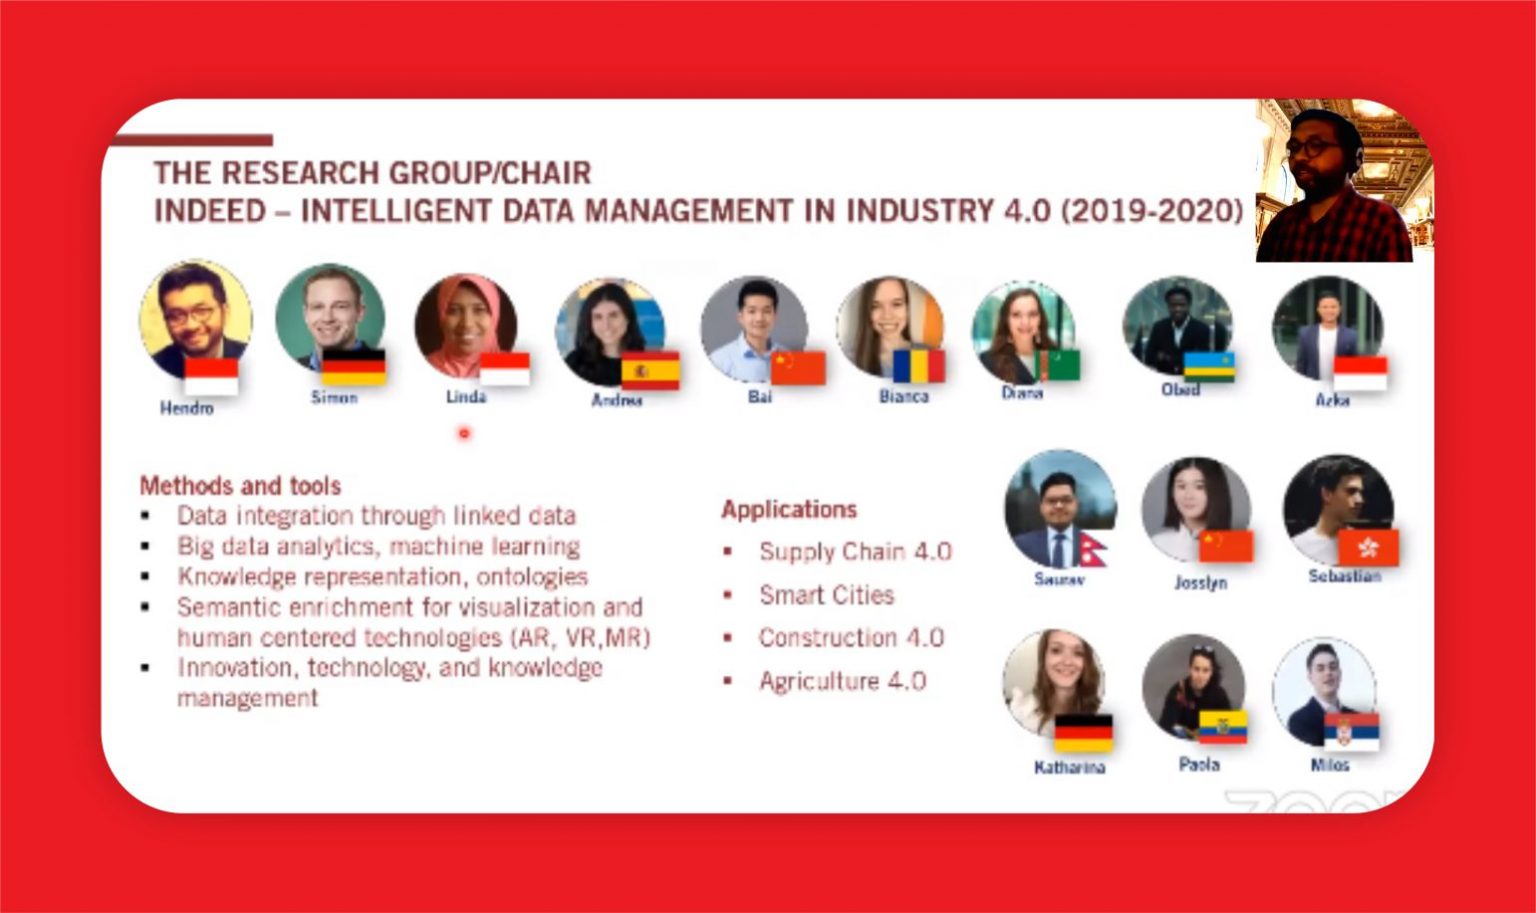 THE RESEARCH GROUP/CHAIR
INDEED – INTELLIGENT DATA MANAGEMENT IN INDUSTRY 4.0 (2019-2020)
Hendro
Simon
Linda
Andrea
Bai
Bianca
Diana
Obed
Azka
Methods and tools
▪ Data integration through linked data
▪ Big data analytics, machine learning
▪ Knowledge representation, ontologies
▪ Semantic enrichment for visualization and
human centered technologies (AR, VR,MR)
▪ Innovation, technology, and knowledge
management
Applications
▪ Supply Chain 4.0
▪ Smart Cities
▪ Construction 4.0
▪ Agriculture 4.0
Saurav
Josslyn
Sebastian
Katharina
Paola
Milos
zoom